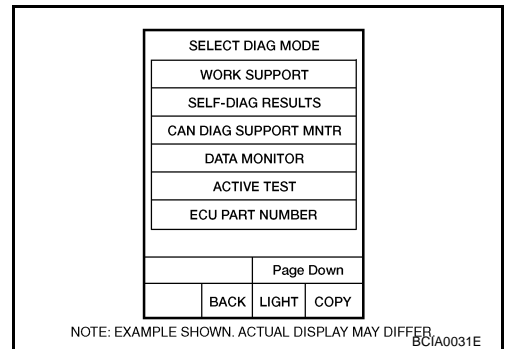 SELECT DIAG MODE
WORK SUPPORT
SELF-DIAG RESULTS
CAN DIAG SUPPORT MNTR
DATA MONITOR
ACTIVE TEST
ECU PART NUMBER
Page Down
BACK LIGHT COPY
NOTE: EXAMPLE SHOWN. ACTUAL DISPLAY MAY DIFFER.
BCIA0031E